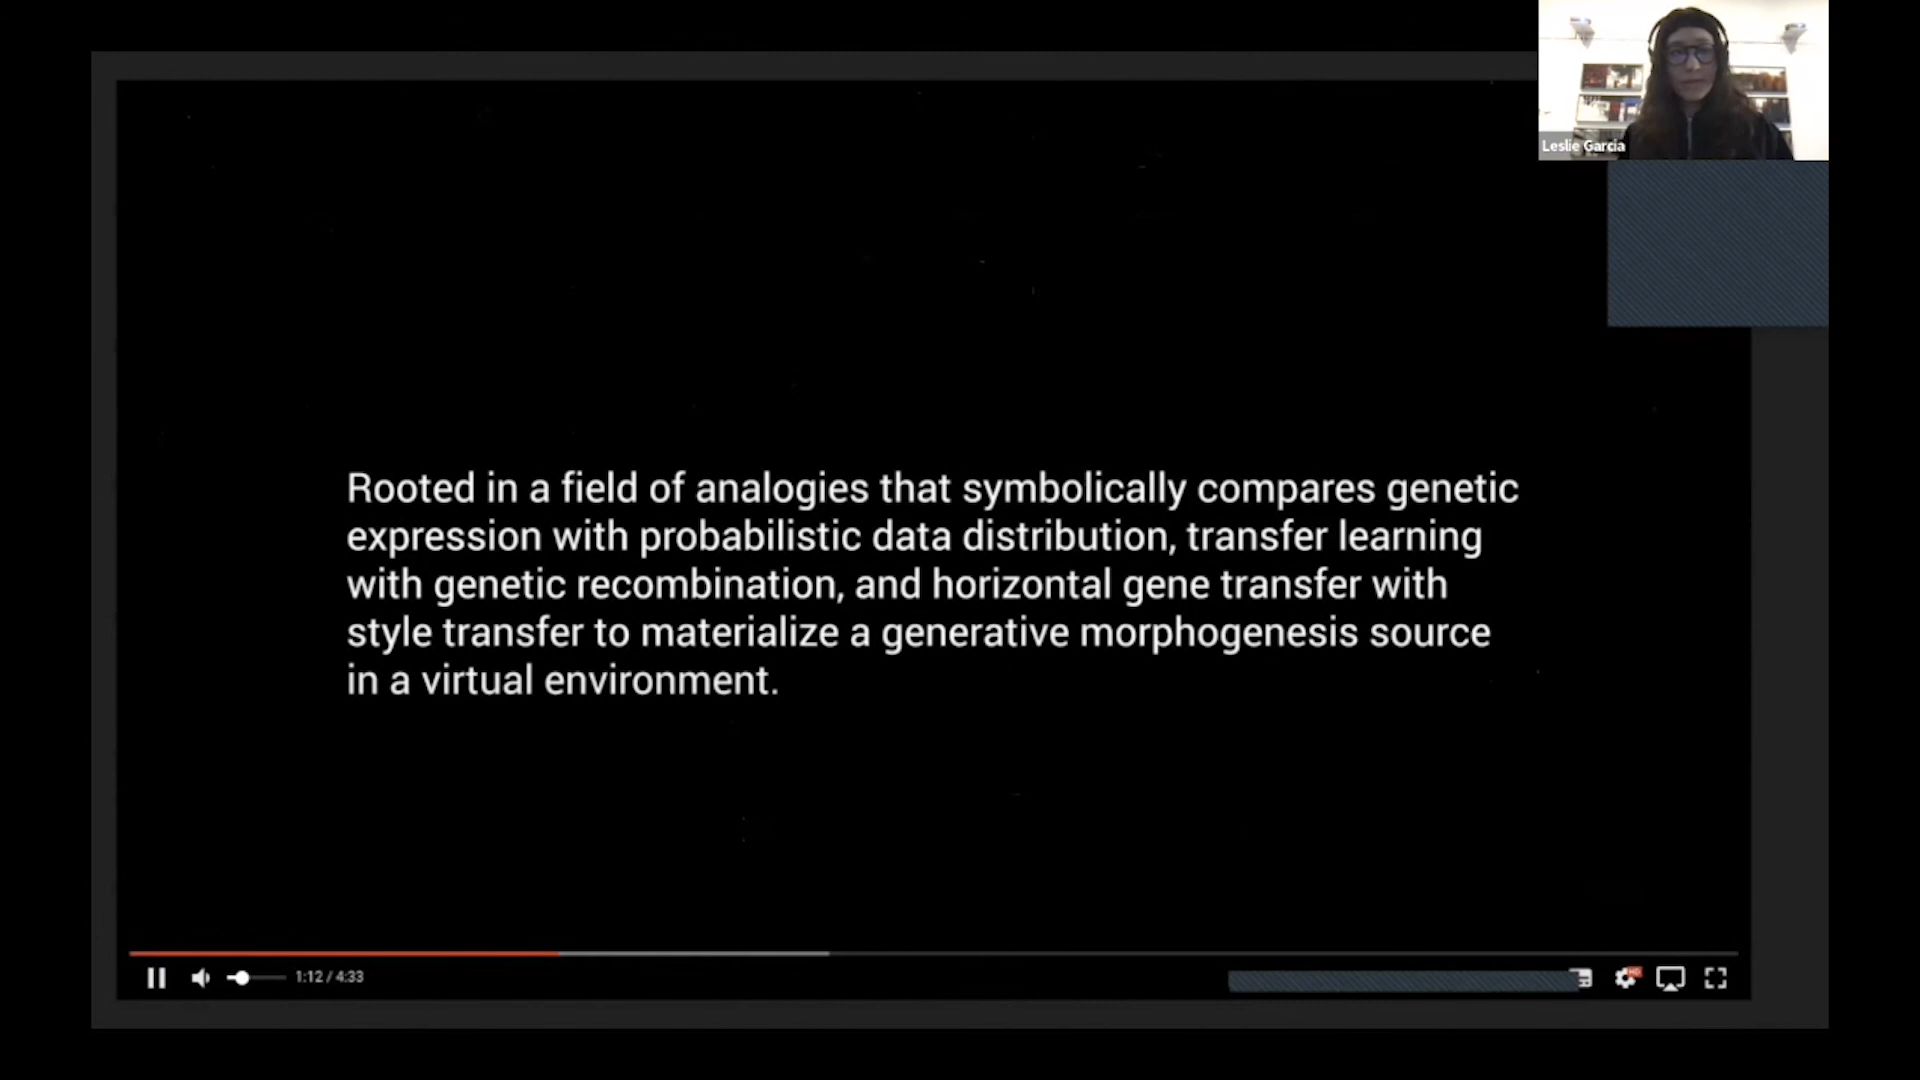 Leslie Garcia
Rooted in a field of analogies that symbolically compares genetic
expression with probabilistic data distribution, transfer learning
with genetic recombination, and horizontal gene transfer with
style transfer to materialize a generative morphogenesis source
in a virtual environment.
1:12 / 4:33
HD